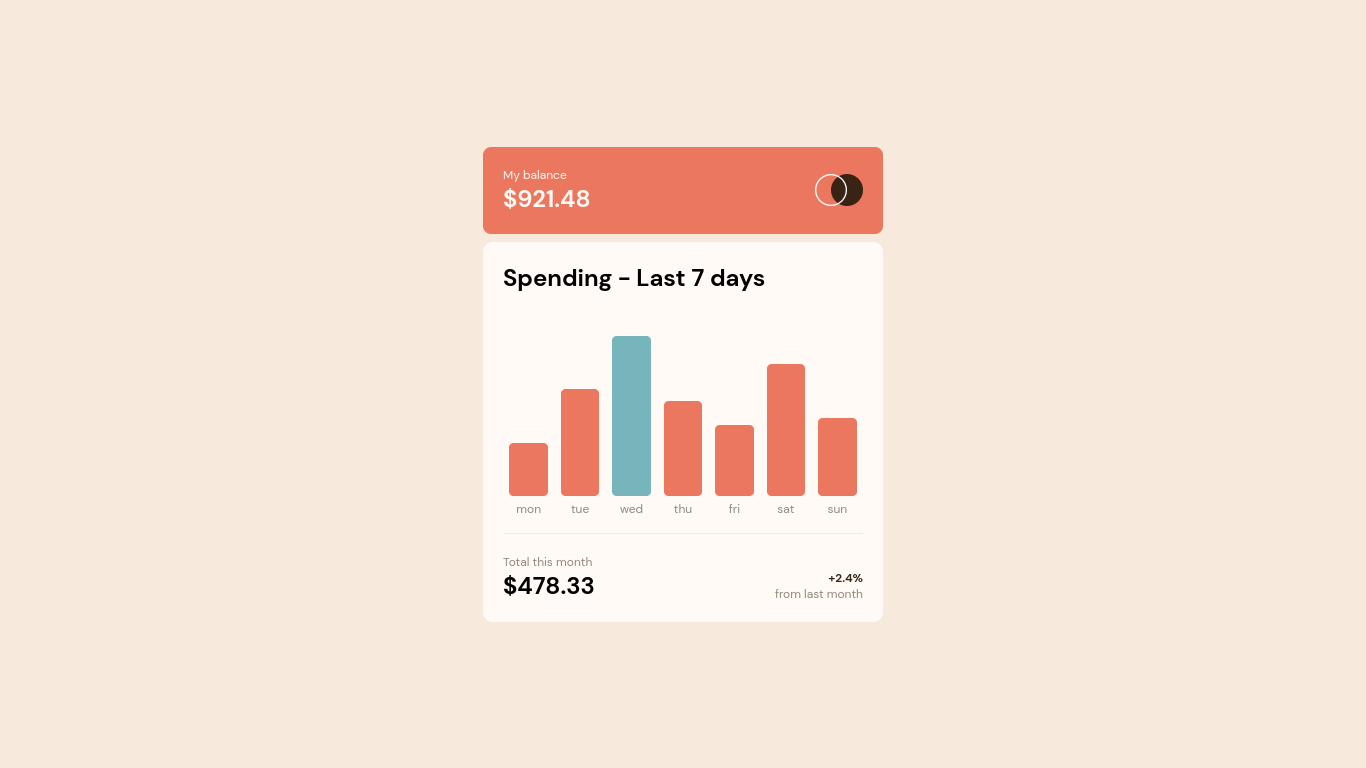 My balance
$921.48
Spending - Last 7 days
mon tue wed thu fri sat sun
Total this month
$478.33
+2.4%
from last month